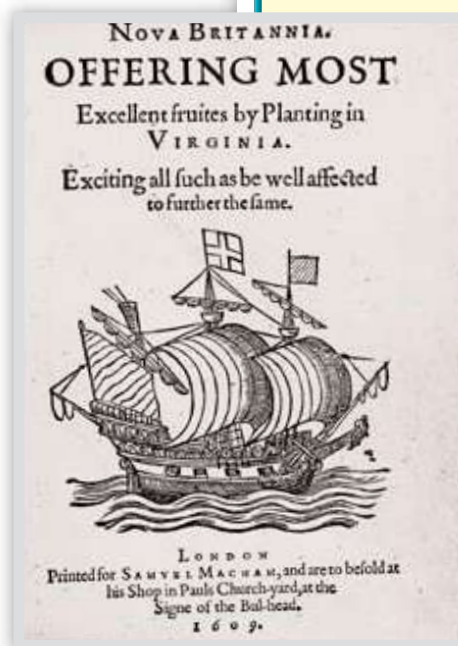 NOVA BRITANNIA.
OFFERING MOST
Excellent fruites by Planting in
VIRGINIA.
Exciting all ſuch as be well affected
to further the ſame.
LONDON
Printed for SAMVEL MACHAM, and are to beſold at
his Shop in Pauls Church-yard, at the
Signe of the Bul-head.
1609.